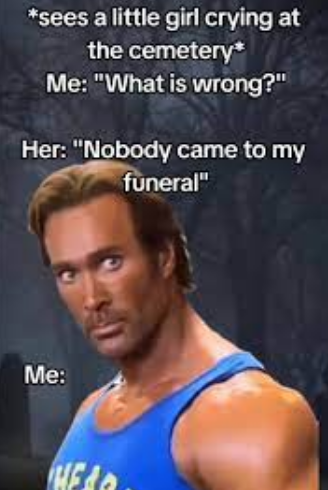 *sees a little girl crying at
the cemetery*
Me: "What is wrong?"
Her: "Nobody came to my
funeral"
Me: